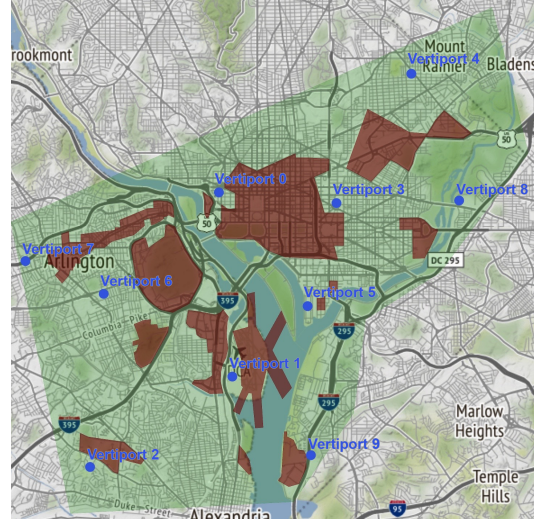 Mount
Rainier
Vertiport 4
Bladens
rookmont
50
Vertiport 0
Vertiport 3
Vertiport 8
50
Vertiport 7
Arlington
DC 295
Vertiport 6
Vertiport 5
395
Columbia Pike
295
Vertiport 1
295
Marlow
Heights
395
Vertiport 2
Vertiport 9
Temple
Hills
Duke Street
Alexandria
95